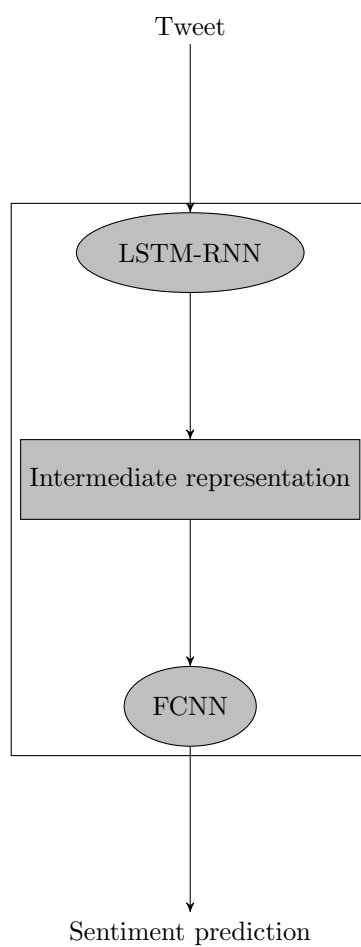 Tweet
LSTM-RNN
Intermediate representation
FCNN
Sentiment prediction